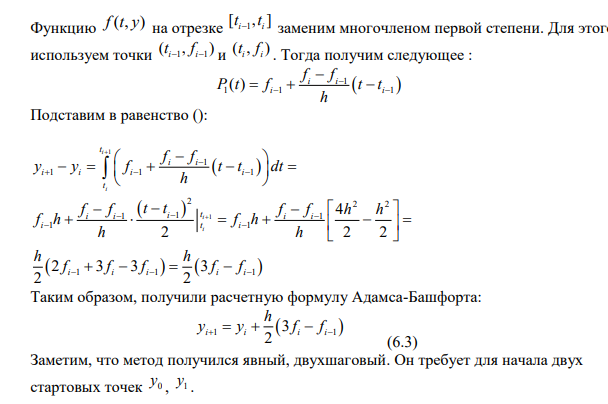 Функцию f(t, y) на отрезке [t_{i−1}, t_i] заменим многочленом первой степени. Для этого
используем точки (t_{i−1}, f_{i−1}) и (t_i, f_i). Тогда получим следующее :
P_1(t) = f_{i−1} + \frac{f_i − f_{i−1}}{h}(t − t_{i−1})
Подставим в равенство ():
y_{i+1} − y_i = \int_{t_i}^{t_{i+1}} \left( f_{i−1} + \frac{f_i − f_{i−1}}{h}(t − t_{i−1}) \right) dt =
f_{i−1}h + \frac{f_i − f_{i−1}}{h} · \frac{(t − t_{i−1})^2}{2} |_{t_i}^{t_{i+1}} = f_{i−1}h + \frac{f_i − f_{i−1}}{h} \left[ \frac{4h^2}{2} − \frac{h^2}{2} \right] =
\frac{h}{2}(2f_{i−1} + 3f_i − 3f_{i−1}) = \frac{h}{2}(3f_i − f_{i−1})
Таким образом, получили расчетную формулу Адамса-Башфорта:
y_{i+1} = y_i + \frac{h}{2}(3f_i − f_{i−1}) (6.3)
Заметим, что метод получился явный, двухшаговый. Он требует для начала двух
стартовых точек y_0 , y_1 .